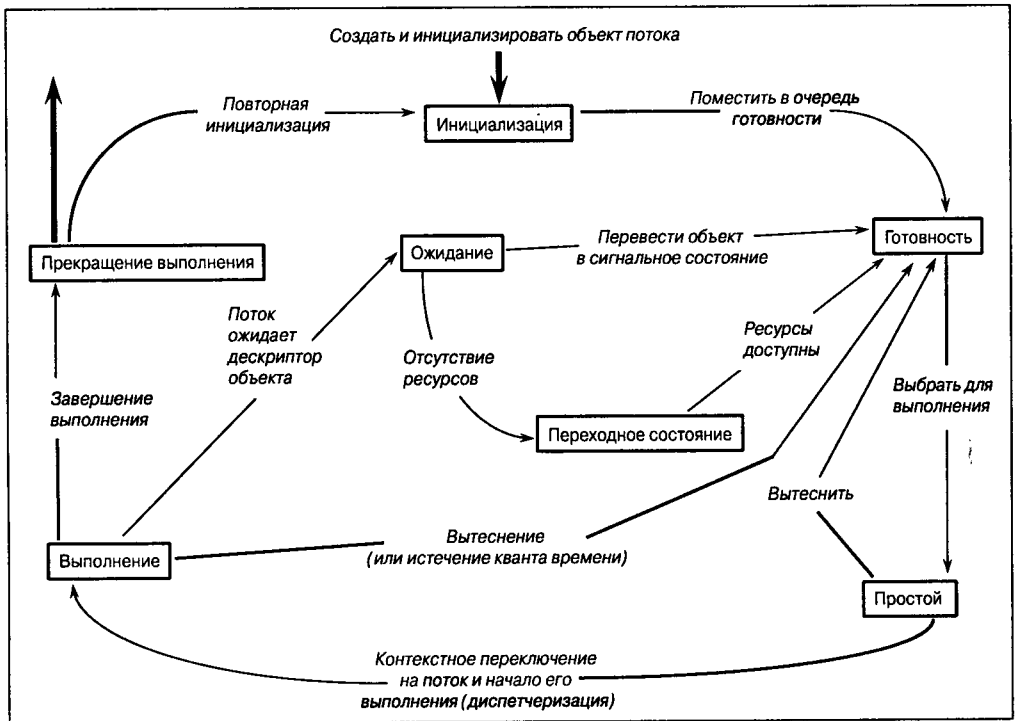 Создать и инициализировать объект потока
Повторная
инициализация
Инициализация
Поместить в очередь
готовности
Прекращение выполнения
Ожидание
Перевести объект
в сигнальное состояние
Готовность
Поток
ожидает
дескриптор
объекта
Отсутствие
ресурсов
Ресурсы
доступны
Завершение
выполнения
Выбрать для
выполнения
Переходное состояние
Вытеснить
Выполнение
Вытеснение
(или истечение кванта времени)
Простой
Контекстное переключение
на поток и начало его
выполнения (диспетчеризация)